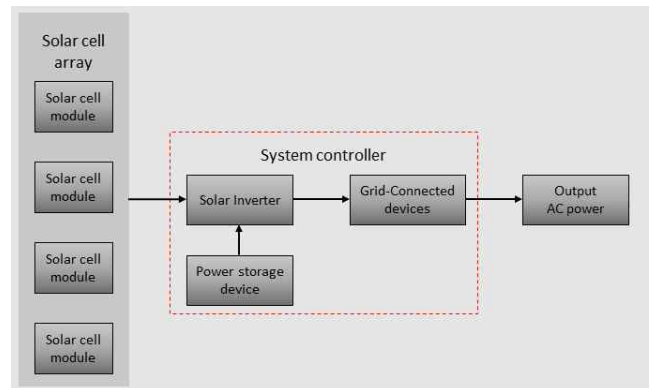 Solar cell
array
Solar cell
module
Solar cell
module
Solar cell
module
Solar cell
module
System controller
Solar Inverter
Grid-Connected
devices
Output
AC power
Power storage
device